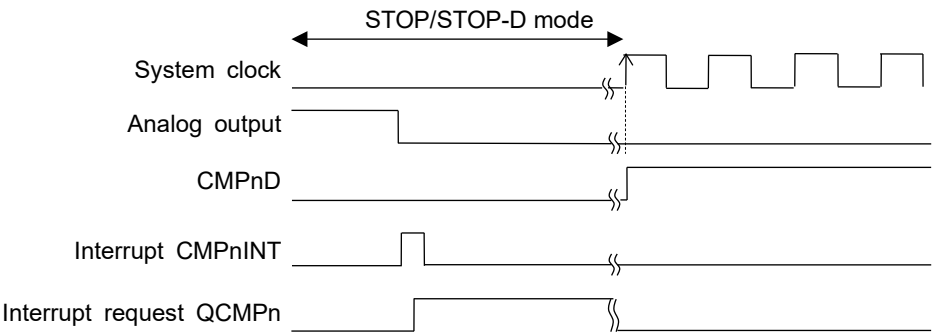 STOP/STOP-D mode
System clock
Analog output
CMPnD
Interrupt CMPnINT
Interrupt request QCMPn